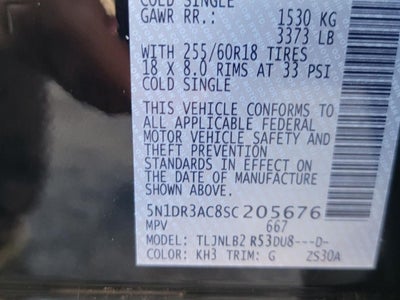 COLD SINGLE
GAWR RR.: 1530 KG
3373 LB
WITH 255/60R18 TIRES
18 X 8.0 RIMS AT 33 PSI
COLD SINGLE
THIS VEHICLE CONFORMS TO
ALL APPLICABLE FEDERAL
MOTOR VEHICLE SAFETY AND
THEFT PREVENTION
STANDARDS IN EFFECT ON
THE DATE OF MANUFACTURE
SHOWN ABOVE.
5N1DR3AC8SC205676
MPV 667
MODEL: TLJNLB2 R53DU8---D-
COLOR: KH3 TRIM: G ZS30A